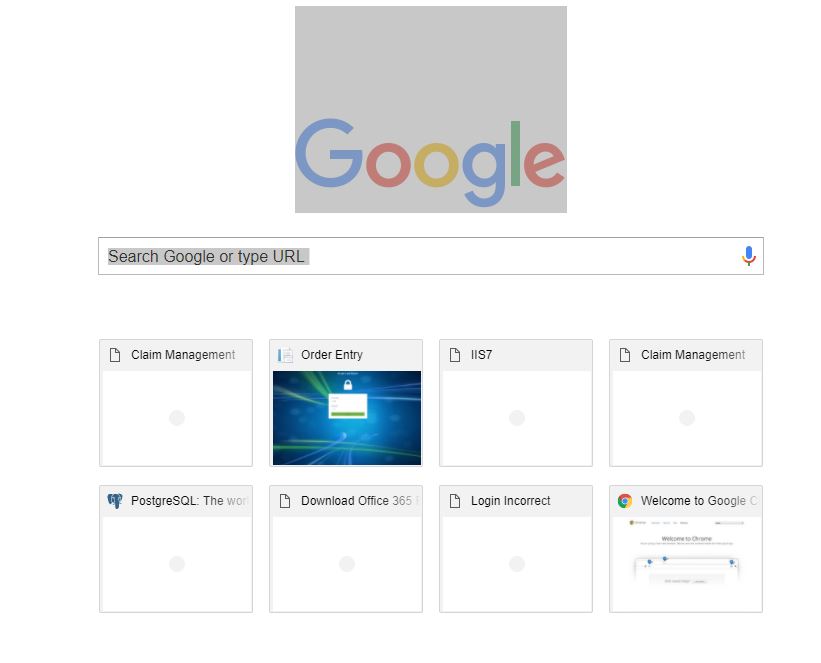 Google
Search Google or type URL
Claim Management
Order Entry
IIS7
Claim Management
PostgreSQL: The
Download Office 365
Login Incorrect
Welcome to Google
Welcome to Chrome